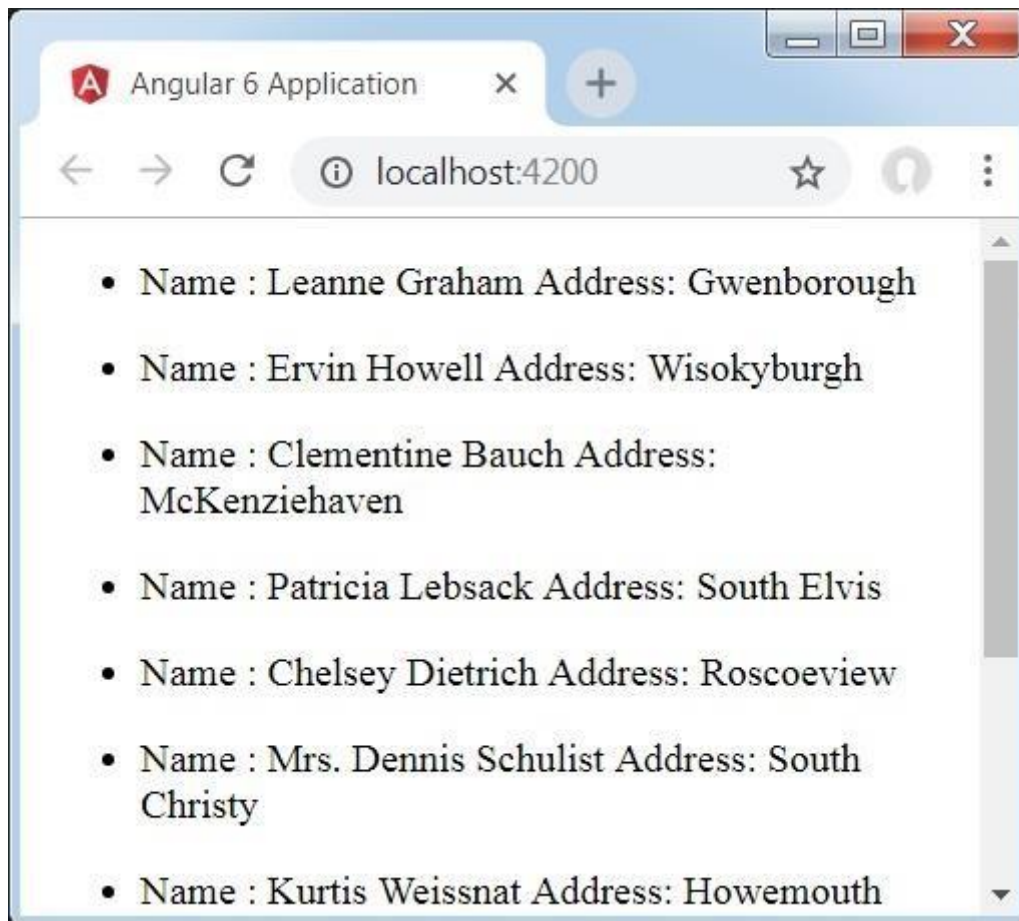 Angular 6 Application
localhost:4200
• Name : Leanne Graham Address: Gwenborough
• Name : Ervin Howell Address: Wisokyburgh
• Name : Clementine Bauch Address:
McKenziehaven
• Name : Patricia Lebsack Address: South Elvis
• Name : Chelsey Dietrich Address: Roscoeview
• Name : Mrs. Dennis Schulist Address: South
Christy
• Name : Kurtis Weissnat Address: Howemouth